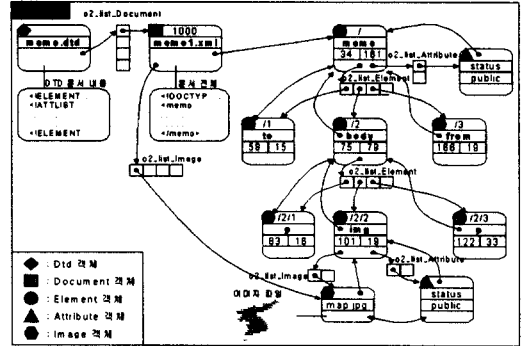 o2_list_Document
memo.dtd
1000
memo1.xml
/
memo
34 181
o2_list_Attribute
status
public
DTD 문서 내용
<!ELEMENT
<!ATTLIST
......
<!ELEMENT
문서 전체
<!DOCTYP
<memo
......
</memo>
o2_list_Element
/1
to
59 15
/2
body
75 79
/3
from
166 19
o2_list_Image
o2_list_Element
/2/1
p
83 16
/2/2
img
101 19
/2/3
p
122 33
o2_list_Image
o2_list_Attribute
이미지 파일
map.jpg
status
public
: Dtd 객체
: Document 객체
: Element 객체
: Attribute 객체
: Image 객체